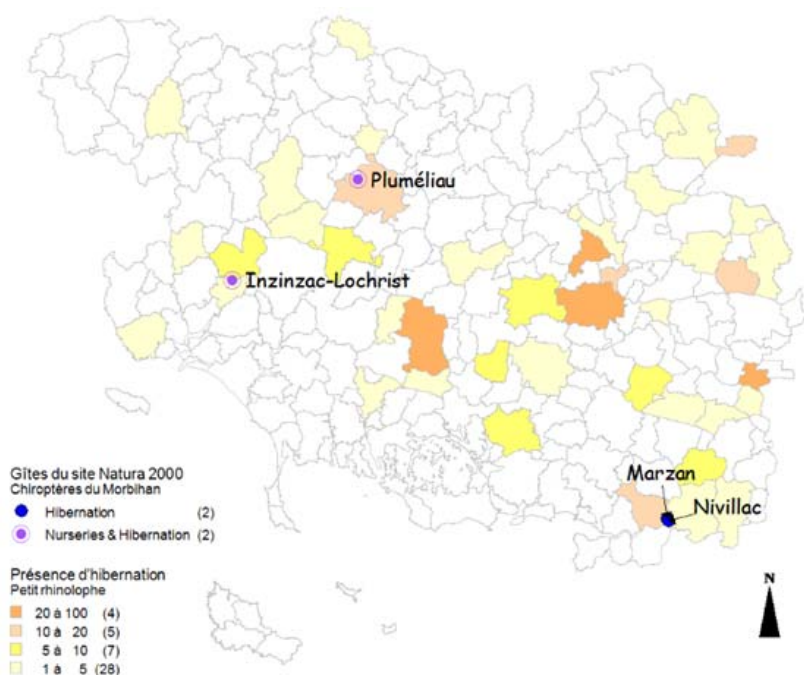 Pluméliau
Inzinzac-Lochrist
Marzan
Nivillac
Gîtes du site Natura 2000
Chiroptères du Morbihan
Hibernation (2)
Nurseries & Hibernation (2)
Présence d'hibernation
Petit rhinolophe
20 à 100 (4)
10 à 20 (5)
5 à 10 (7)
1 à 5 (28)
N